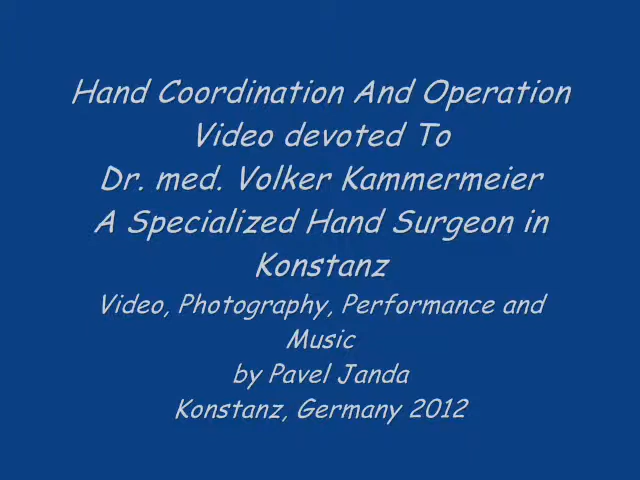 Hand Coordination And Operation
Video devoted To
Dr. med. Volker Kammermeier
A Specialized Hand Surgeon in
Konstanz
Video, Photography, Performance and
Music
by Pavel Janda
Konstanz, Germany 2012